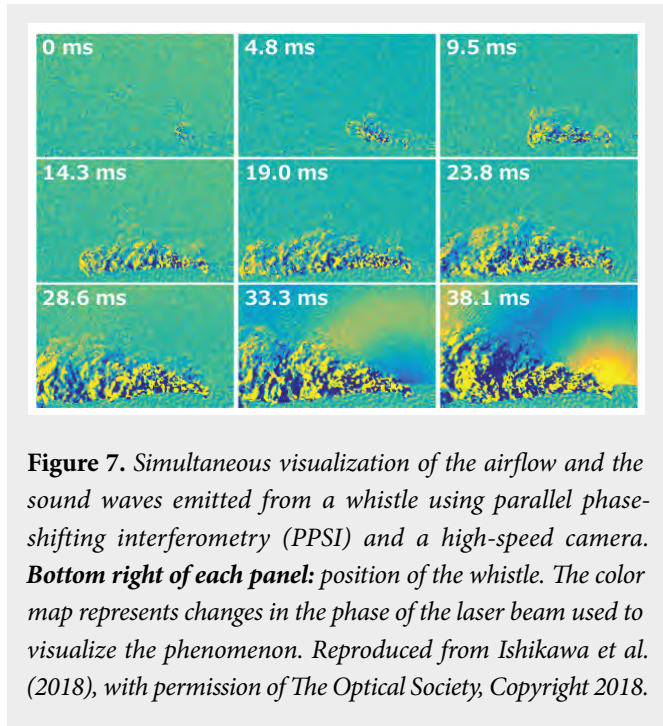 0 ms 4.8 ms 9.5 ms
14.3 ms 19.0 ms 23.8 ms
28.6 ms 33.3 ms 38.1 ms
Figure 7. Simultaneous visualization of the airflow and the
sound waves emitted from a whistle using parallel phase-
shifting interferometry (PPSI) and a high-speed camera.
Bottom right of each panel: position of the whistle. The color
map represents changes in the phase of the laser beam used to
visualize the phenomenon. Reproduced from Ishikawa et al.
(2018), with permission of The Optical Society, Copyright 2018.